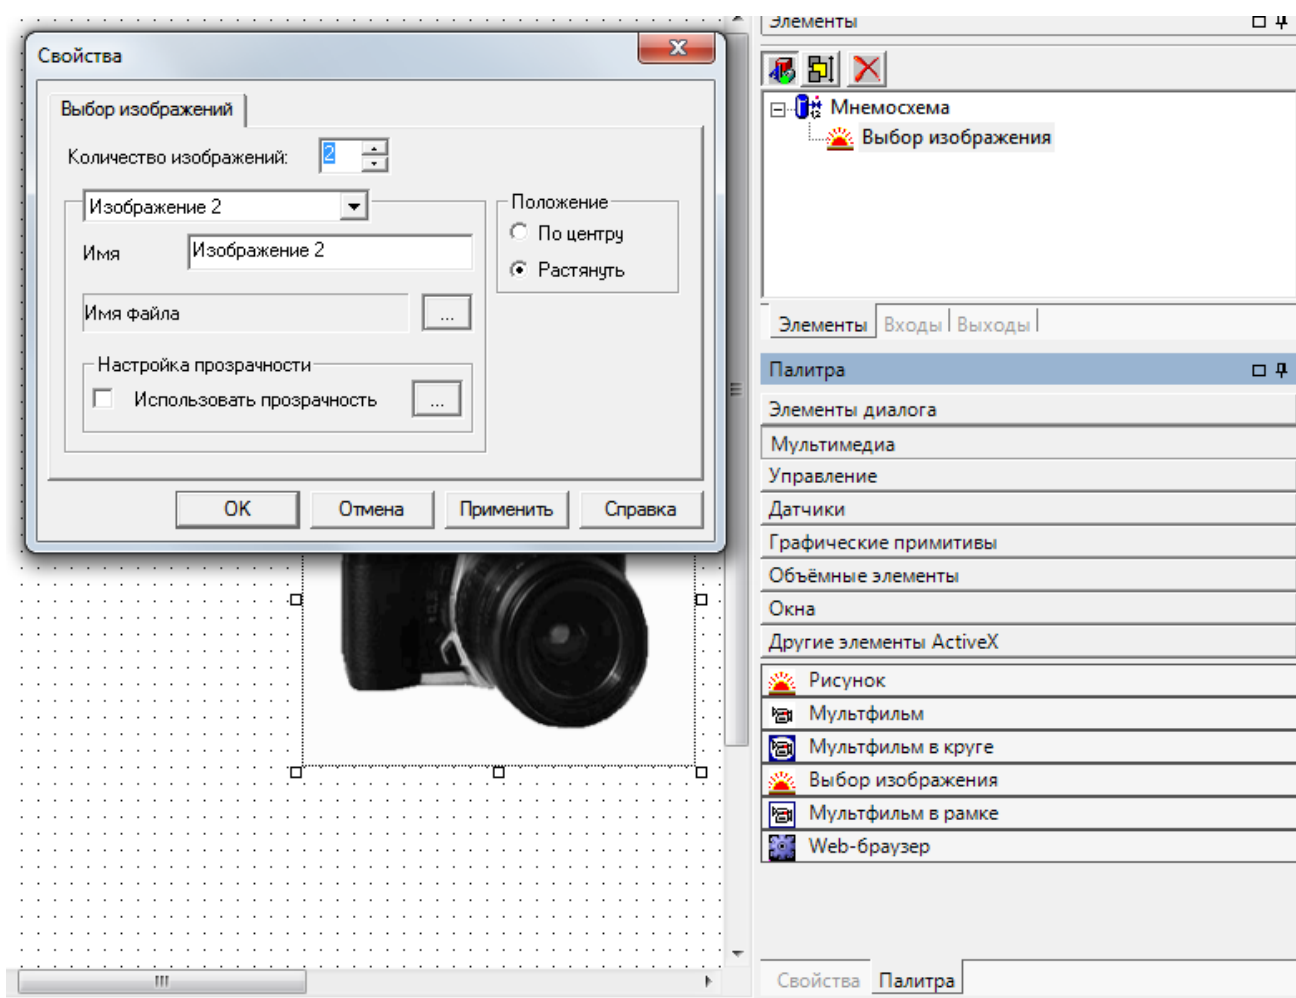 Свойства
Выбор изображений
Количество изображений:
2
Изображение 2
Имя
Изображение 2
Имя файла
...
Настройка прозрачности
Использовать прозрачность
...
Положение
По центру
Растянуть
OK
Отмена
Применить
Справка
Элементы
Мнемосхема
Выбор изображения
Элементы
Входы
Выходы
Палитра
Элементы диалога
Мультимедиа
Управление
Датчики
Графические примитивы
Объёмные элементы
Окна
Другие элементы ActiveX
Рисунок
Мультфильм
Мультфильм в круге
Выбор изображения
Мультфильм в рамке
Web-браузер
Свойства
Палитра